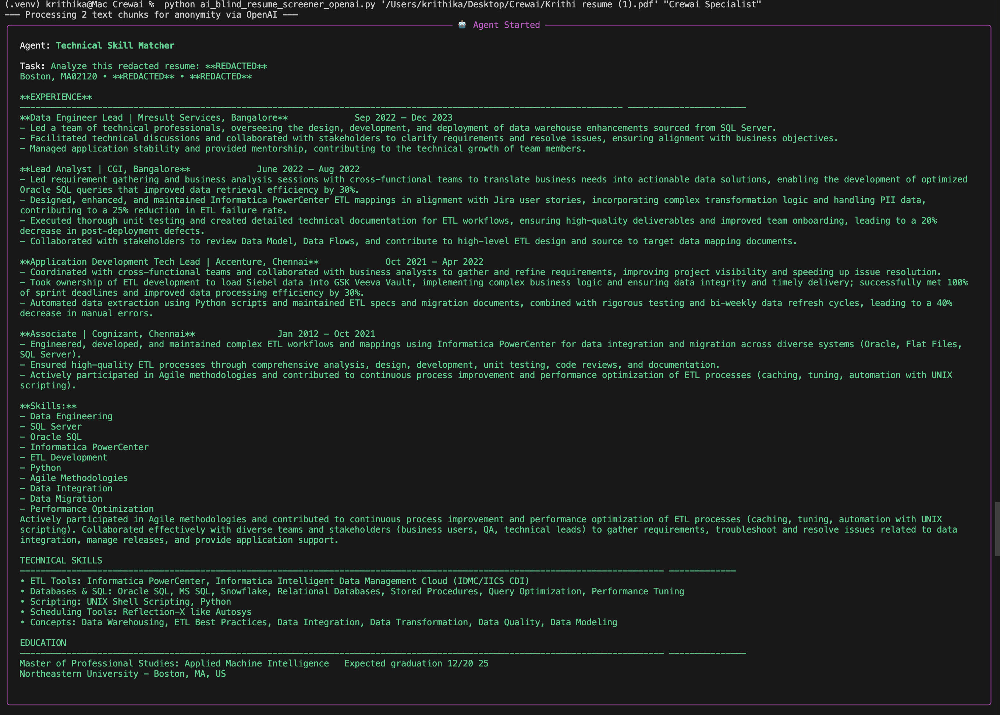 (.venv) krithika@Mac Crewai %  python ai_blind_resume_screener_openai.py '/Users/krithika/Desktop/Crewai/Krithi resume (1).pdf' "Crewai Specialist"
--- Processing 2 text chunks for anonymity via OpenAI ---
🤖 Agent Started
Agent: Technical Skill Matcher
Task: Analyze this redacted resume: **REDACTED**
Boston, MA02120 • **REDACTED** • **REDACTED**
**EXPERIENCE**
_____________________________________________________________________________________________________________________ _______________________
**Data Engineer Lead | Mresult Services, Bangalore**             Sep 2022 – Dec 2023
- Led a team of technical professionals, overseeing the design, development, and deployment of data warehouse enhancements sourced from SQL Server.
- Facilitated technical discussions and collaborated with stakeholders to clarify requirements and resolve issues, ensuring alignment with business objectives.
- Managed application stability and provided mentorship, contributing to the technical growth of team members.
**Lead Analyst | CGI, Bangalore**             June 2022 – Aug 2022
- Led requirement gathering and business analysis sessions with cross-functional teams to translate business needs into actionable data solutions, enabling the development of optimized
Oracle SQL queries that improved data retrieval efficiency by 30%.
- Designed, enhanced, and maintained Informatica PowerCenter ETL mappings in alignment with Jira user stories, incorporating complex transformation logic and handling PII data,
contributing to a 25% reduction in ETL failure rate.
- Executed thorough unit testing and created detailed technical documentation for ETL workflows, ensuring high-quality deliverables and improved team onboarding, leading to a 20%
decrease in post-deployment defects.
- Collaborated with stakeholders to review Data Model, Data Flows, and contribute to high-level ETL design and source to target data mapping documents.
**Application Development Tech Lead | Accenture, Chennai**             Oct 2021 – Apr 2022
- Coordinated with cross-functional teams and collaborated with business analysts to gather and refine requirements, improving project visibility and speeding up issue resolution.
- Took ownership of ETL development to load Siebel data into GSK Veeva Vault, implementing complex business logic and ensuring data integrity and timely delivery; successfully met 100%
of sprint deadlines and improved data processing efficiency by 30%.
- Automated data extraction using Python scripts and maintained ETL specs and migration documents, combined with rigorous testing and bi-weekly data refresh cycles, leading to a 40%
decrease in manual errors.
**Associate | Cognizant, Chennai**                Jan 2012 – Oct 2021
- Engineered, developed, and maintained complex ETL workflows and mappings using Informatica PowerCenter for data integration and migration across diverse systems (Oracle, Flat Files,
SQL Server).
- Ensured high-quality ETL processes through comprehensive analysis, design, development, unit testing, code reviews, and documentation.
- Actively participated in Agile methodologies and contributed to continuous process improvement and performance optimization of ETL processes (caching, tuning, automation with UNIX
scripting).
**Skills:**
- Data Engineering
- SQL Server
- Oracle SQL
- Informatica PowerCenter
- ETL Development
- Python
- Agile Methodologies
- Data Integration
- Data Migration
- Performance Optimization
Actively participated in Agile methodologies and contributed to continuous process improvement and performance optimization of ETL processes (caching, tuning, automation with UNIX
scripting). Collaborated effectively with diverse teams and stakeholders (business users, QA, technical leads) to gather requirements, troubleshoot and resolve issues related to data
integration, manage releases, and provide application support.
TECHNICAL SKILLS
_____________________________________________________________________________________________________________________________ _____________
• ETL Tools: Informatica PowerCenter, Informatica Intelligent Data Management Cloud (IDMC/IICS CDI)
• Databases & SQL: Oracle SQL, MS SQL, Snowflake, Relational Databases, Stored Procedures, Query Optimization, Performance Tuning
• Scripting: UNIX Shell Scripting, Python
• Scheduling Tools: Reflection-X like Autosys
• Concepts: Data Warehousing, ETL Best Practices, Data Integration, Data Transformation, Data Quality, Data Modeling
EDUCATION
_____________________________________________________________________________________________________________________________ _______________
Master of Professional Studies: Applied Machine Intelligence   Expected graduation 12/20 25
Northeastern University – Boston, MA, US